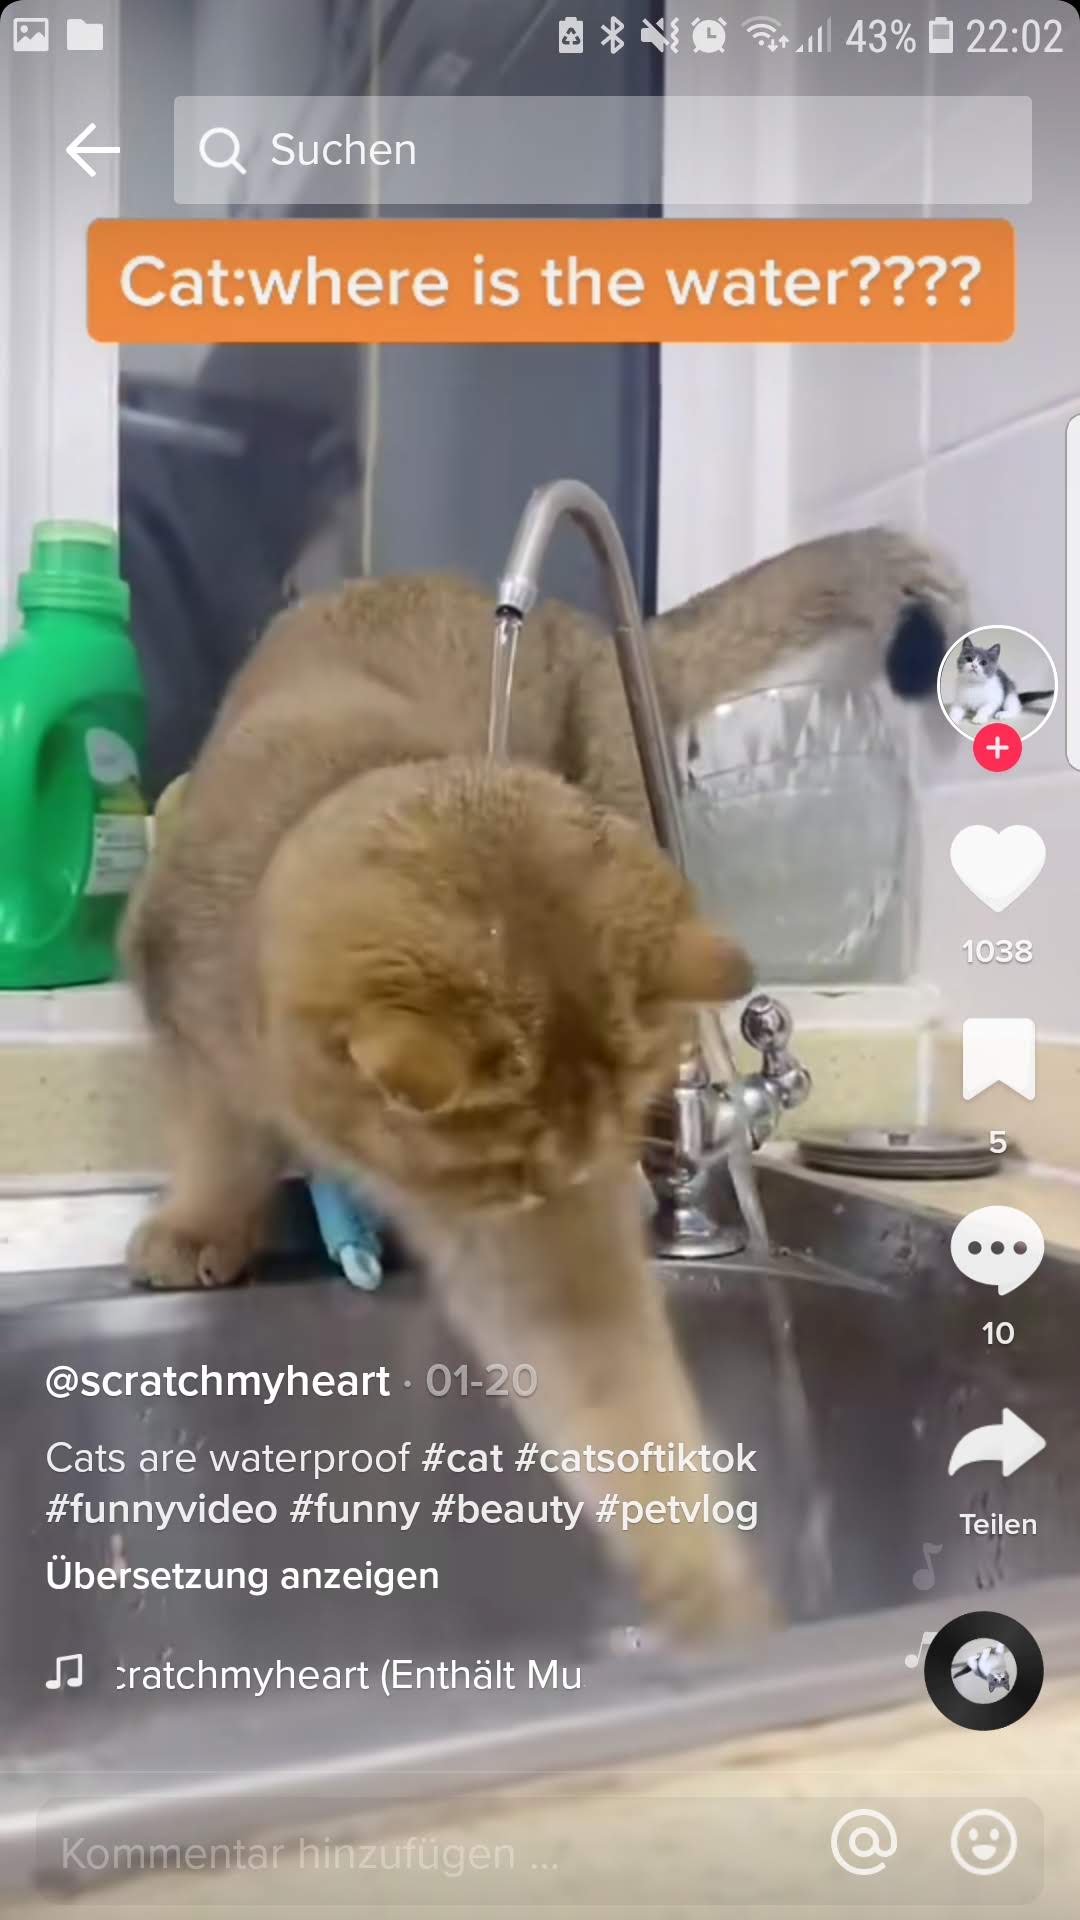 43% 22:02
Suchen
Cat:where is the water????
1038
5
10
@scratchmyheart · 01-20
Cats are waterproof #cat #catsoftiktok
#funnyvideo #funny #beauty #petvlog
Teilen
Übersetzung anzeigen
cratchmyheart (Enthält Mu
Kommentar hinzufügen ...